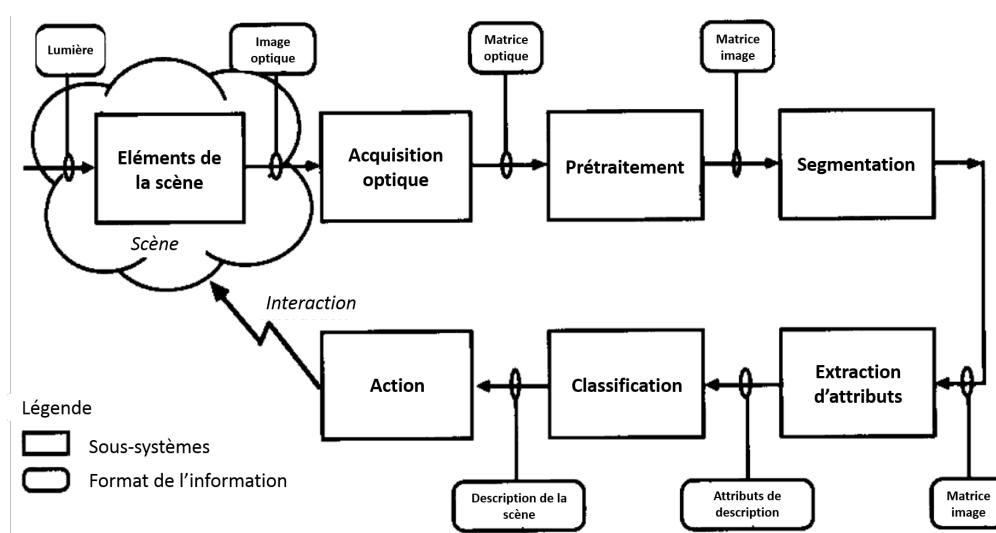 Lumière
Image
optique
Matrice
optique
Matrice
image
Eléments de
la scène
Acquisition
optique
Prétraitement
Segmentation
Scène
Interaction
Action
Classification
Extraction
d'attributs
Légende
Sous-systèmes
Format de l'information
Description de la
scène
Attributs de
description
Matrice
image